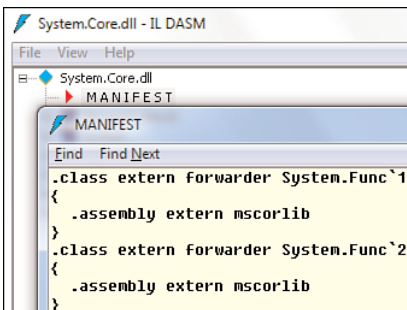 System.Core.dll - IL DASM
File View Help
System.Core.dll
MANIFEST
MANIFEST
Find Find Next
.class extern forwarder System.Func`1
{
.assembly extern mscorlib
}
.class extern forwarder System.Func`2
{
.assembly extern mscorlib
}